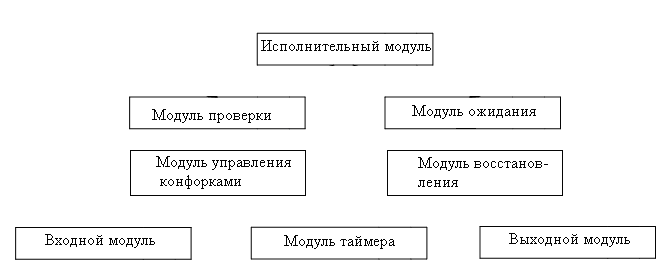 Исполнительный модуль
Модуль проверки
Модуль ожидания
Модуль управления
конфорками
Модуль восстанов-
ления
Входной модуль
Модуль таймера
Выходной модуль